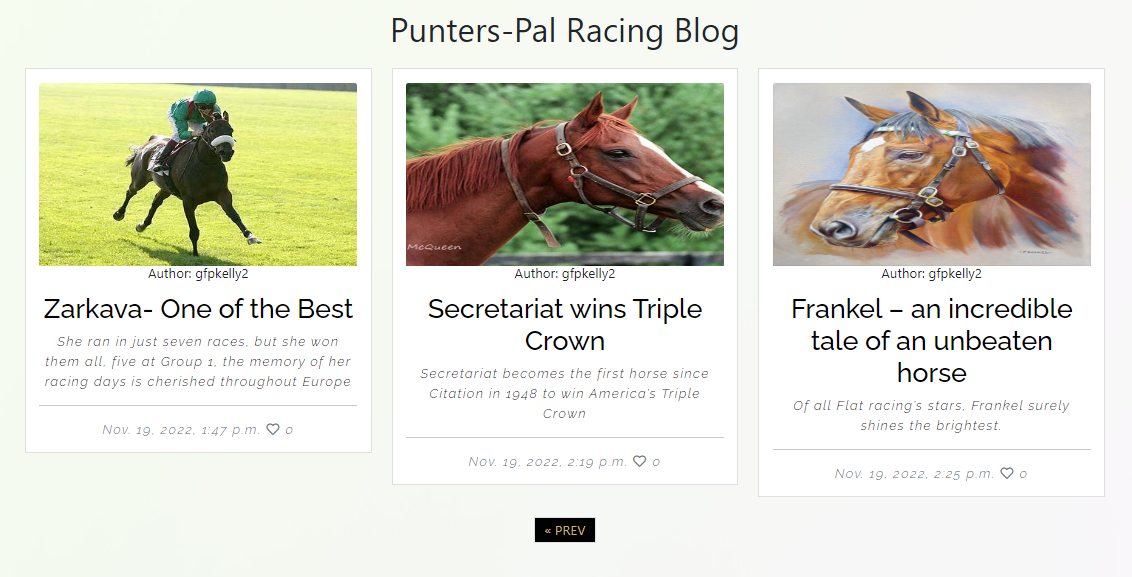 Punters-Pal Racing Blog
McQueen
Author: gfpkelly2
Zarkava- One of the Best
She ran in just seven races, but she won
them all, five at Group 1, the memory of her
racing days is cherished throughout Europe
Nov. 19, 2022, 1:47 p.m. 0
Author: gfpkelly2
Secretariat wins Triple
Crown
Secretariat becomes the first horse since
Citation in 1948 to win America's Triple
Crown
Nov. 19, 2022, 2:19 p.m. 0
Author: gfpkelly2
Frankel – an incredible
tale of an unbeaten
horse
Of all Flat racing's stars, Frankel surely
shines the brightest.
Nov. 19, 2022, 2:25 p.m. 0
« PREV